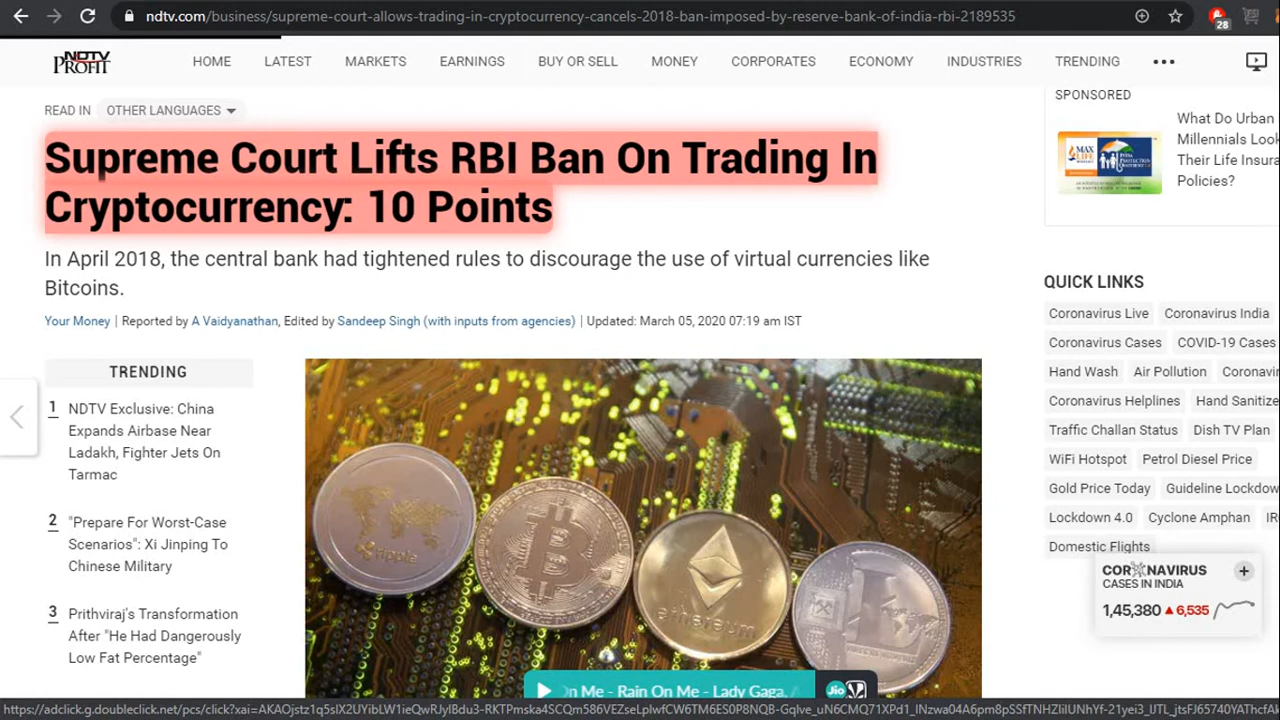 ndtv.com/business/supreme-court-allows-trading-in-cryptocurrency-cancels-2018-ban-imposed-by-reserve-bank-of-india-rbi-2189535
28
NDTV
PROFIT
HOME LATEST MARKETS EARNINGS BUY OR SELL MONEY CORPORATES ECONOMY INDUSTRIES TRENDING
READ IN OTHER LANGUAGES
Supreme Court Lifts RBI Ban On Trading In
Cryptocurrency: 10 Points
In April 2018, the central bank had tightened rules to discourage the use of virtual currencies like
Bitcoins.
Your Money | Reported by A Vaidyanathan, Edited by Sandeep Singh (with inputs from agencies) | Updated: March 05, 2020 07:19 am IST
TRENDING
1 NDTV Exclusive: China
Expands Airbase Near
Ladakh, Fighter Jets On
Tarmac
2 "Prepare For Worst-Case
Scenarios": Xi Jinping To
Chinese Military
3 Prithviraj's Transformation
After "He Had Dangerously
Low Fat Percentage"
Ripple
ethereum
n Me - Rain On Me - Lady Gaga, A
Jio
SPONSORED
MAX
LIFE
What Do Urban
Millennials Look
Their Life Insura
Policies?
QUICK LINKS
Coronavirus Live Coronavirus India
Coronavirus Cases COVID-19 Cases
Hand Wash Air Pollution Coronavir
Coronavirus Helplines Hand Sanitize
Traffic Challan Status Dish TV Plan
WiFi Hotspot Petrol Diesel Price
Gold Price Today Guideline Lockdow
Lockdown 4.0 Cyclone Amphan IR
Domestic Flights
CORONAVIRUS
CASES IN INDIA
1,45,380 ▲ 6,535